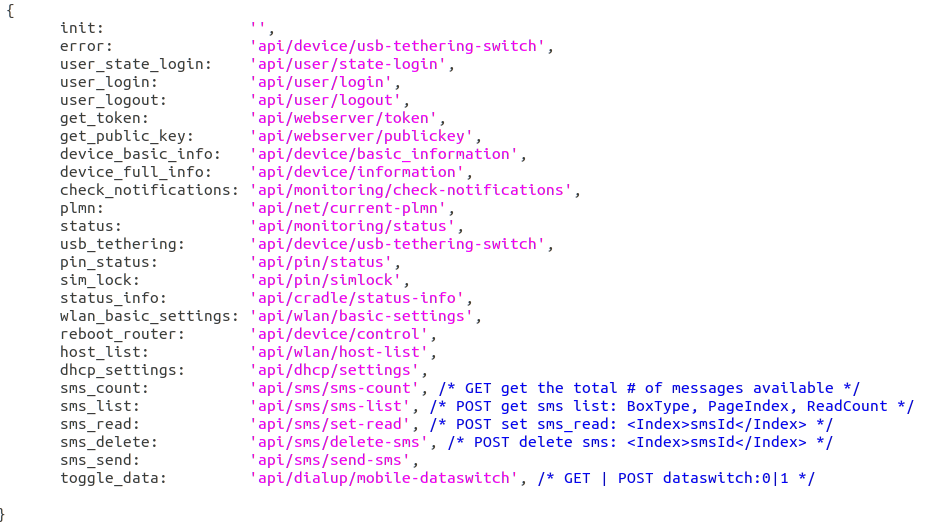 {
init: '',
error: 'api/device/usb-tethering-switch',
user_state_login: 'api/user/state-login',
user_login: 'api/user/login',
user_logout: 'api/user/logout',
get_token: 'api/webserver/token',
get_public_key: 'api/webserver/publickey',
device_basic_info: 'api/device/basic_information',
device_full_info: 'api/device/information',
check_notifications: 'api/monitoring/check-notifications',
plmn: 'api/net/current-plmn',
status: 'api/monitoring/status',
usb_tethering: 'api/device/usb-tethering-switch',
pin_status: 'api/pin/status',
sim_lock: 'api/pin/simlock',
status_info: 'api/cradle/status-info',
wlan_basic_settings: 'api/wlan/basic-settings',
reboot_router: 'api/device/control',
host_list: 'api/wlan/host-list',
dhcp_settings: 'api/dhcp/settings',
sms_count: 'api/sms/sms-count', /* GET get the total # of messages available */
sms_list: 'api/sms/sms-list', /* POST get sms list: BoxType, PageIndex, ReadCount */
sms_read: 'api/sms/set-read', /* POST set sms_read: <Index>smsId</Index> */
sms_delete: 'api/sms/delete-sms', /* POST delete sms: <Index>smsId</Index> */
sms_send: 'api/sms/send-sms',
toggle_data: 'api/dialup/mobile-dataswitch', /* GET | POST dataswitch:0|1 */
}